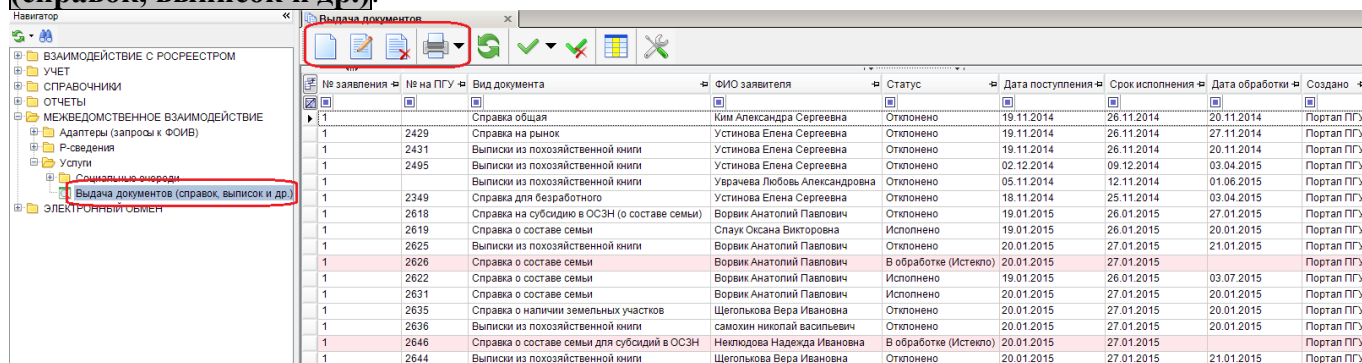 (справок, выписок и др.).
Навигатор
Выдача документов
ВЗАИМОДЕЙСТВИЕ С РОСРЕЕСТРОМ
УЧЕТ
СПРАВОЧНИКИ
ОТЧЕТЫ
МЕЖВЕДОМСТВЕННОЕ ВЗАИМОДЕЙСТВИЕ
Адаптеры (запросы к ФОИВ)
Р-сведения
Услуги
Социальные очереди
Выдача документов (справок, выписок и др.)
ЭЛЕКТРОННЫЙ ОБМЕН
№ заявления № на ПГУ Вид документа ФИО заявителя Статус Дата поступления Срок исполнения Дата обработки Создано
1 Справка общая Ким Александра Сергеевна Отклонено 19.11.2014 26.11.2014 20.11.2014 Портал ПГУ
1 2429 Справка на рынок Устинова Елена Сергеевна Отклонено 19.11.2014 26.11.2014 27.11.2014 Портал ПГУ
1 2431 Выписки из похозяйственной книги Устинова Елена Сергеевна Отклонено 19.11.2014 26.11.2014 20.11.2014 Портал ПГУ
1 2495 Выписки из похозяйственной книги Устинова Елена Сергеевна Отклонено 02.12.2014 09.12.2014 03.04.2015 Портал ПГУ
1 Выписки из похозяйственной книги Уврачева Любовь Александровна Отклонено 05.11.2014 12.11.2014 01.06.2015 Портал ПГУ
1 2349 Справка для безработного Устинова Елена Сергеевна Отклонено 18.11.2014 25.11.2014 03.04.2015 Портал ПГУ
1 2618 Справка на субсидию в ОСЗН (о составе семьи) Ворвик Анатолий Павлович Отклонено 19.01.2015 26.01.2015 27.01.2015 Портал ПГУ
1 2619 Справка о составе семьи Спаук Оксана Викторовна Исполнено 19.01.2015 26.01.2015 20.01.2015 Портал ПГУ
1 2625 Выписки из похозяйственной книги Ворвик Анатолий Павлович Отклонено 20.01.2015 27.01.2015 21.01.2015 Портал ПГУ
1 2626 Справка о составе семьи Ворвик Анатолий Павлович В обработке (Истекло) 20.01.2015 27.01.2015 Портал ПГУ
1 2622 Справка о составе семьи Ворвик Анатолий Павлович Исполнено 19.01.2015 26.01.2015 03.07.2015 Портал ПГУ
1 2631 Справка о составе семьи Ворвик Анатолий Павлович Исполнено 20.01.2015 27.01.2015 20.01.2015 Портал ПГУ
1 2635 Справка о наличии земельных участков Щеголькова Вера Ивановна Отклонено 20.01.2015 27.01.2015 20.01.2015 Портал ПГУ
1 2636 Выписки из похозяйственной книги самохин николай васильевич Отклонено 20.01.2015 27.01.2015 20.01.2015 Портал ПГУ
1 2646 Справка о составе семьи для субсидий в ОСЗН Неклюдова Надежда Ивановна В обработке (Истекло) 20.01.2015 27.01.2015 Портал ПГУ
1 2644 Выписки из похозяйственной книги Щеголькова Вера Ивановна Отклонено 20.01.2015 27.01.2015 21.01.2015 Портал ПГУ